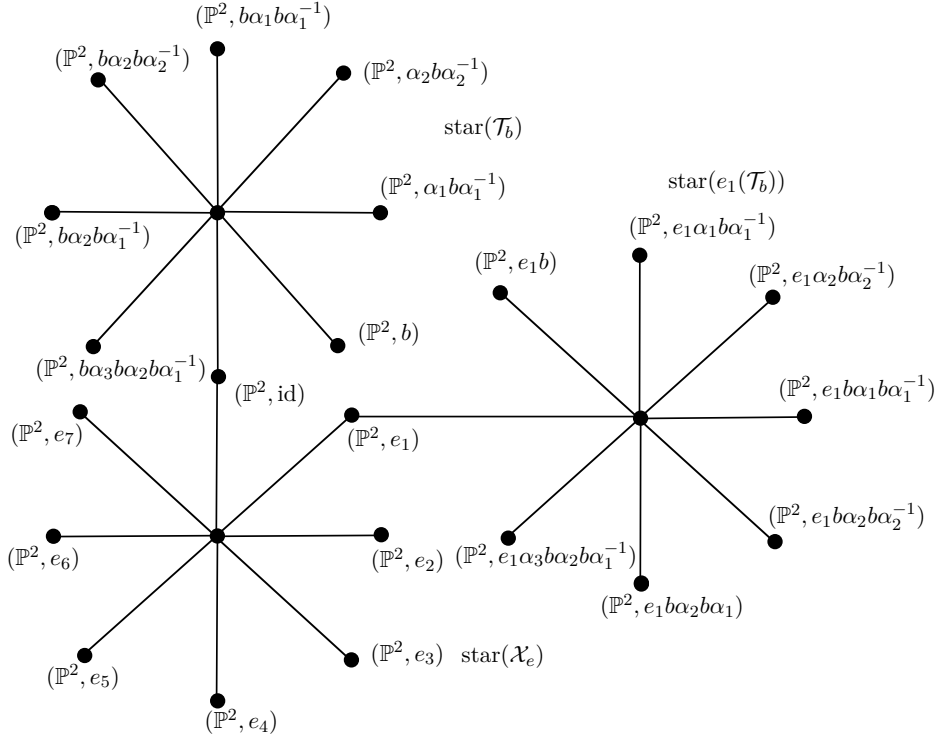 (ℙ², bα₁bα₁⁻¹)
(ℙ², bα₂bα₂⁻¹)
(ℙ², α₂bα₂⁻¹)
star(𝒯_b)
(ℙ², α₁bα₁⁻¹)
(ℙ², bα₂bα₁⁻¹)
(ℙ², b)
(ℙ², bα₃bα₂bα₁⁻¹)
(ℙ², id)
star(e₁(𝒯_b))
(ℙ², e₁α₁bα₁⁻¹)
(ℙ², e₁b)
(ℙ², e₁α₂bα₂⁻¹)
(ℙ², e₁bα₁bα₁⁻¹)
(ℙ², e₁bα₂bα₂⁻¹)
(ℙ², e₁α₃bα₂bα₁⁻¹)
(ℙ², e₁bα₂bα₁)
(ℙ², e₇)
(ℙ², e₁)
(ℙ², e₆)
(ℙ², e₂)
(ℙ², e₅)
(ℙ², e₃)
star(𝒳ₑ)
(ℙ², e₄)